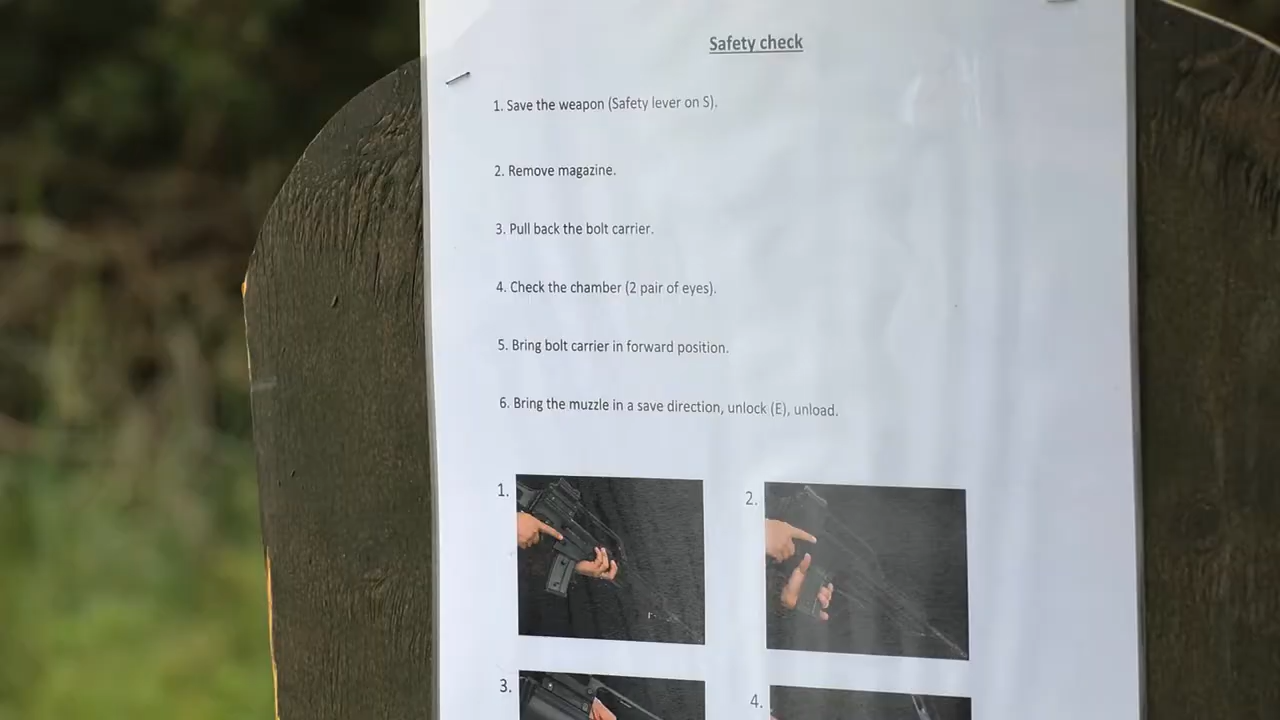 Safety check
1. Save the weapon (Safety lever on S).
2. Remove magazine.
3. Pull back the bolt carrier.
4. Check the chamber (2 pair of eyes).
5. Bring bolt carrier in forward position.
6. Bring the muzzle in a save direction, unlock (E), unload.
1. 2.
3. 4.